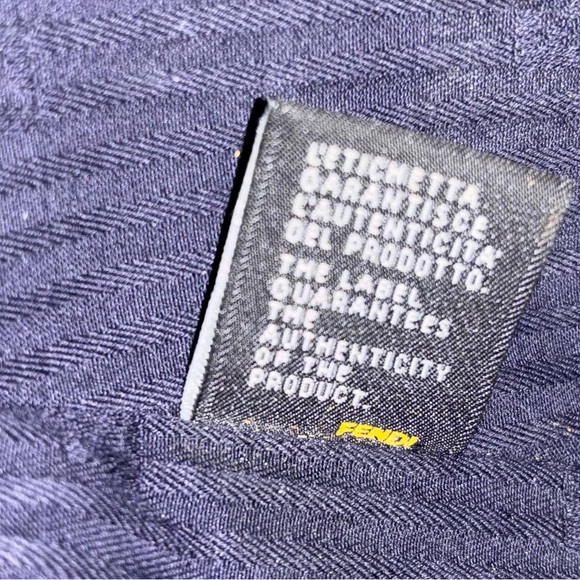 L'ETICHETTA
GARANTISCE
L'AUTENTICITA'
DEL PRODOTTO.
THE LABEL
GUARANTEES
THE
AUTHENTICITY
OF THE
PRODUCT.
FENDI